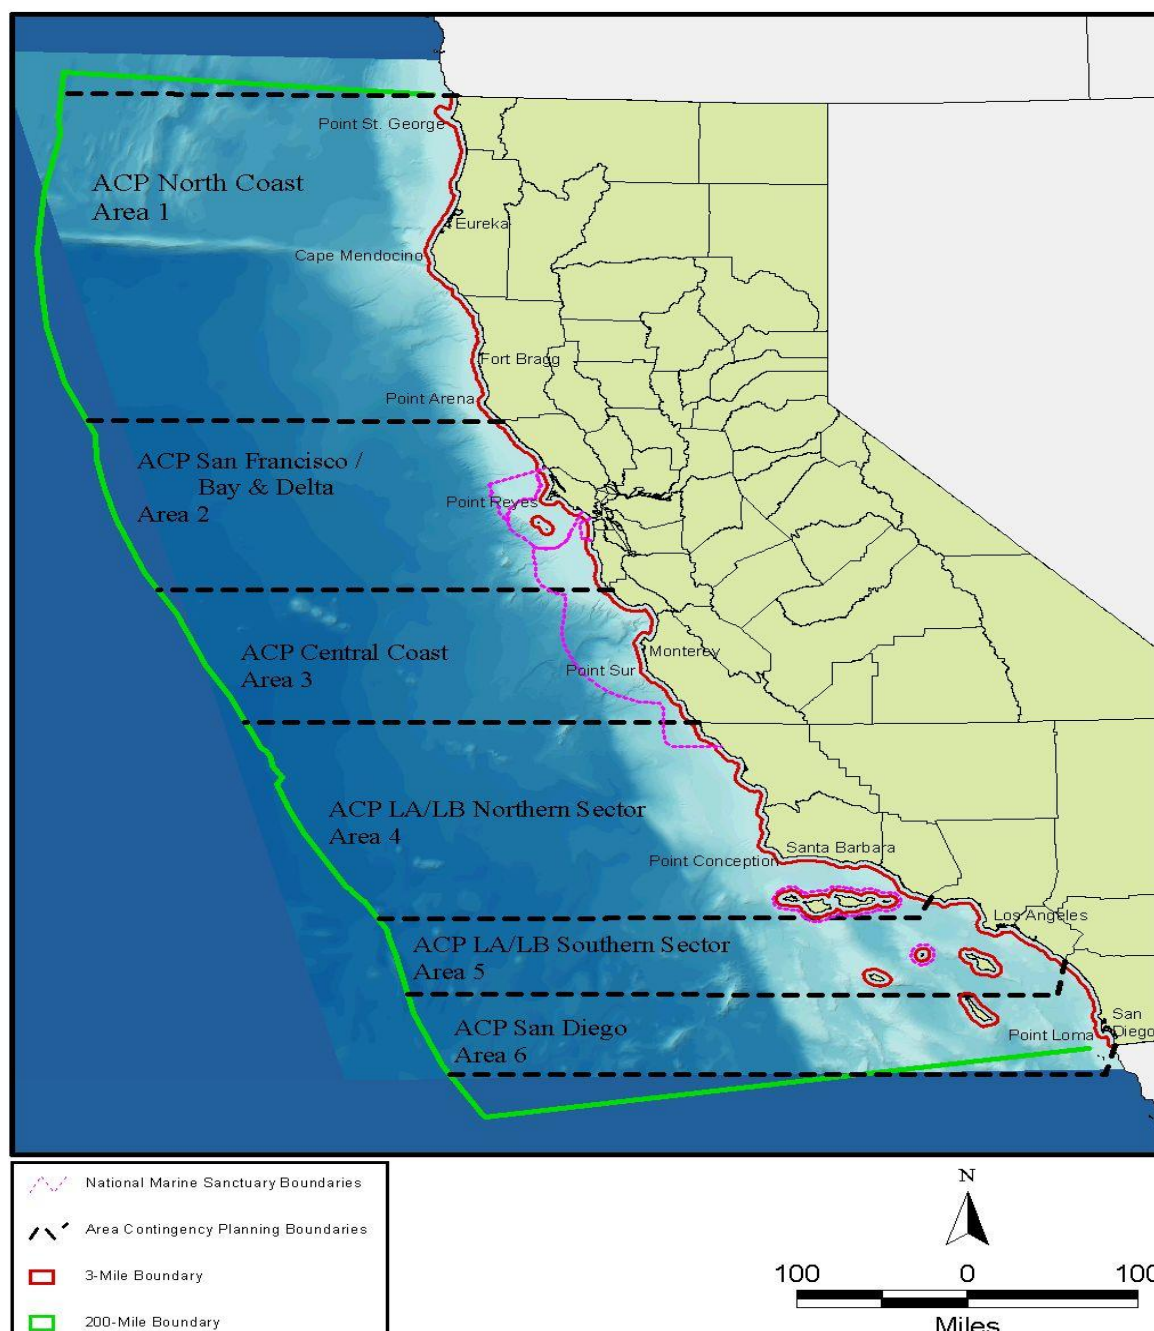 Point St. George
ACP North Coast
Area 1
Eureka
Cape Mendocino
Fort Bragg
Point Arena
ACP San Francisco /
Bay & Delta
Area 2
Point Reyes
ACP Central Coast
Area 3
Monterey
Point Sur
ACP LA/LB Northern Sector
Area 4
Santa Barbara
Point Conception
Los Angeles
ACP LA/LB Southern Sector
Area 5
ACP San Diego
Area 6
San
Diego
Point Loma
National Marine Sanctuary Boundaries
Area Contingency Planning Boundaries
3-Mile Boundary
200-Mile Boundary
N
100 0 100
Miles